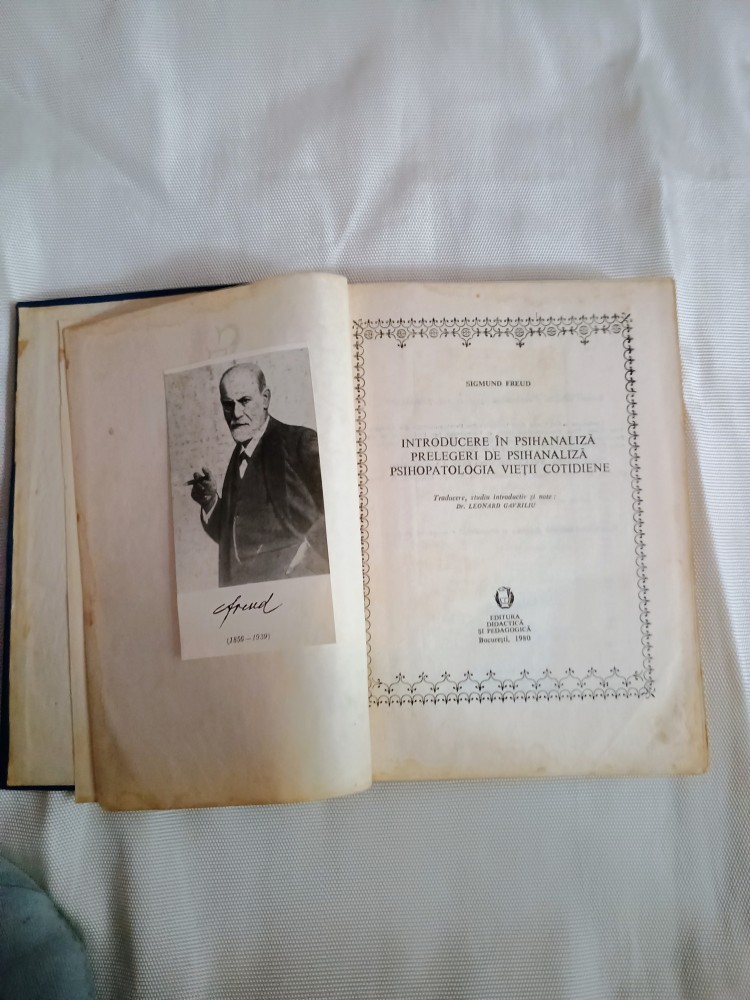 Freud
(1856 – 1939)
SIGMUND FREUD
INTRODUCERE ÎN PSIHANALIZĂ
PRELEGERI DE PSIHANALIZĂ
PSIHOPATOLOGIA VIEȚII COTIDIENE
Traducere, studiu introductiv și note :
Dr. LEONARD GAVRILIU
EDITURA
DIDACTICĂ
ȘI PEDAGOGICĂ
București, 1980